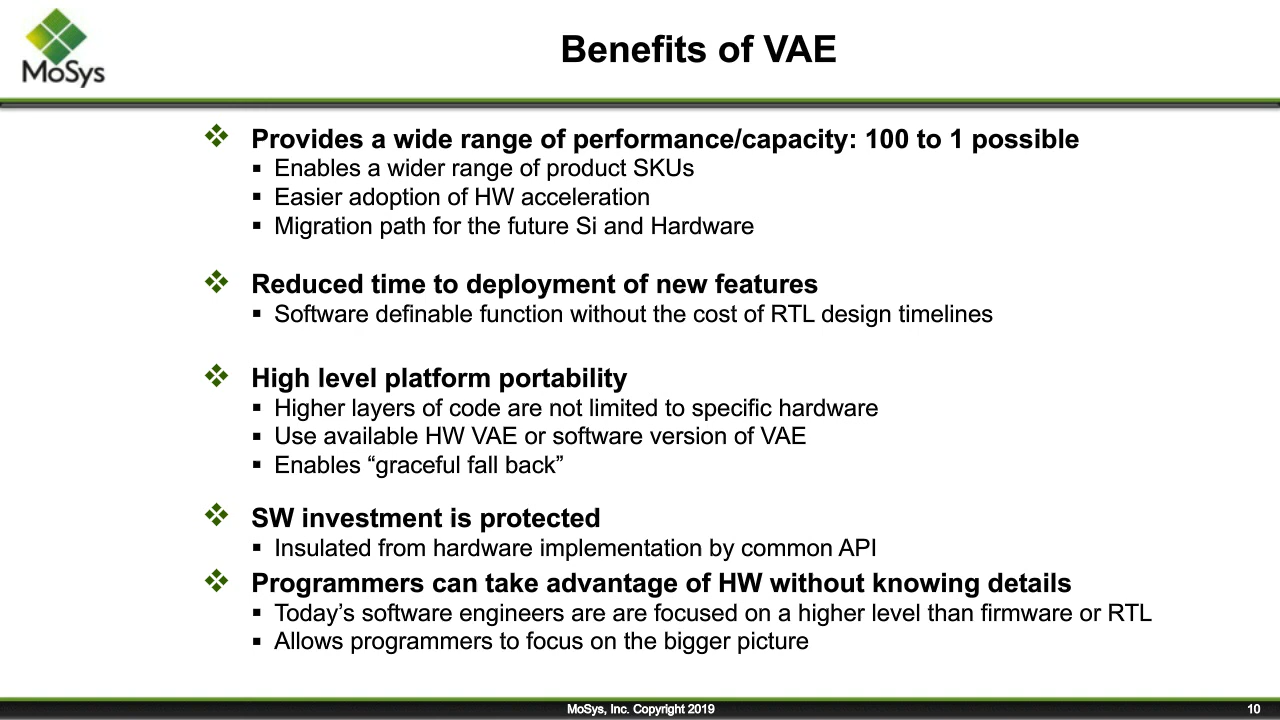 MoSys
Benefits of VAE
❖ Provides a wide range of performance/capacity: 100 to 1 possible
▪ Enables a wider range of product SKUs
▪ Easier adoption of HW acceleration
▪ Migration path for the future Si and Hardware
❖ Reduced time to deployment of new features
▪ Software definable function without the cost of RTL design timelines
❖ High level platform portability
▪ Higher layers of code are not limited to specific hardware
▪ Use available HW VAE or software version of VAE
▪ Enables “graceful fall back”
❖ SW investment is protected
▪ Insulated from hardware implementation by common API
❖ Programmers can take advantage of HW without knowing details
▪ Today’s software engineers are are focused on a higher level than firmware or RTL
▪ Allows programmers to focus on the bigger picture
MoSys, Inc. Copyright 2019
10